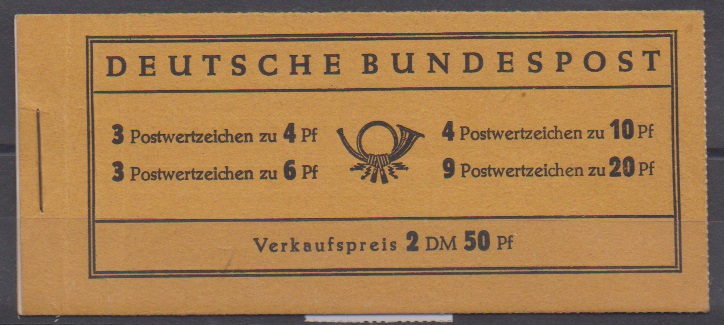 DEUTSCHE BUNDESPOST
3 Postwertzeichen zu 4 Pf
3 Postwertzeichen zu 6 Pf
4 Postwertzeichen zu 10 Pf
9 Postwertzeichen zu 20 Pf
Verkaufspreis 2 DM 50 Pf